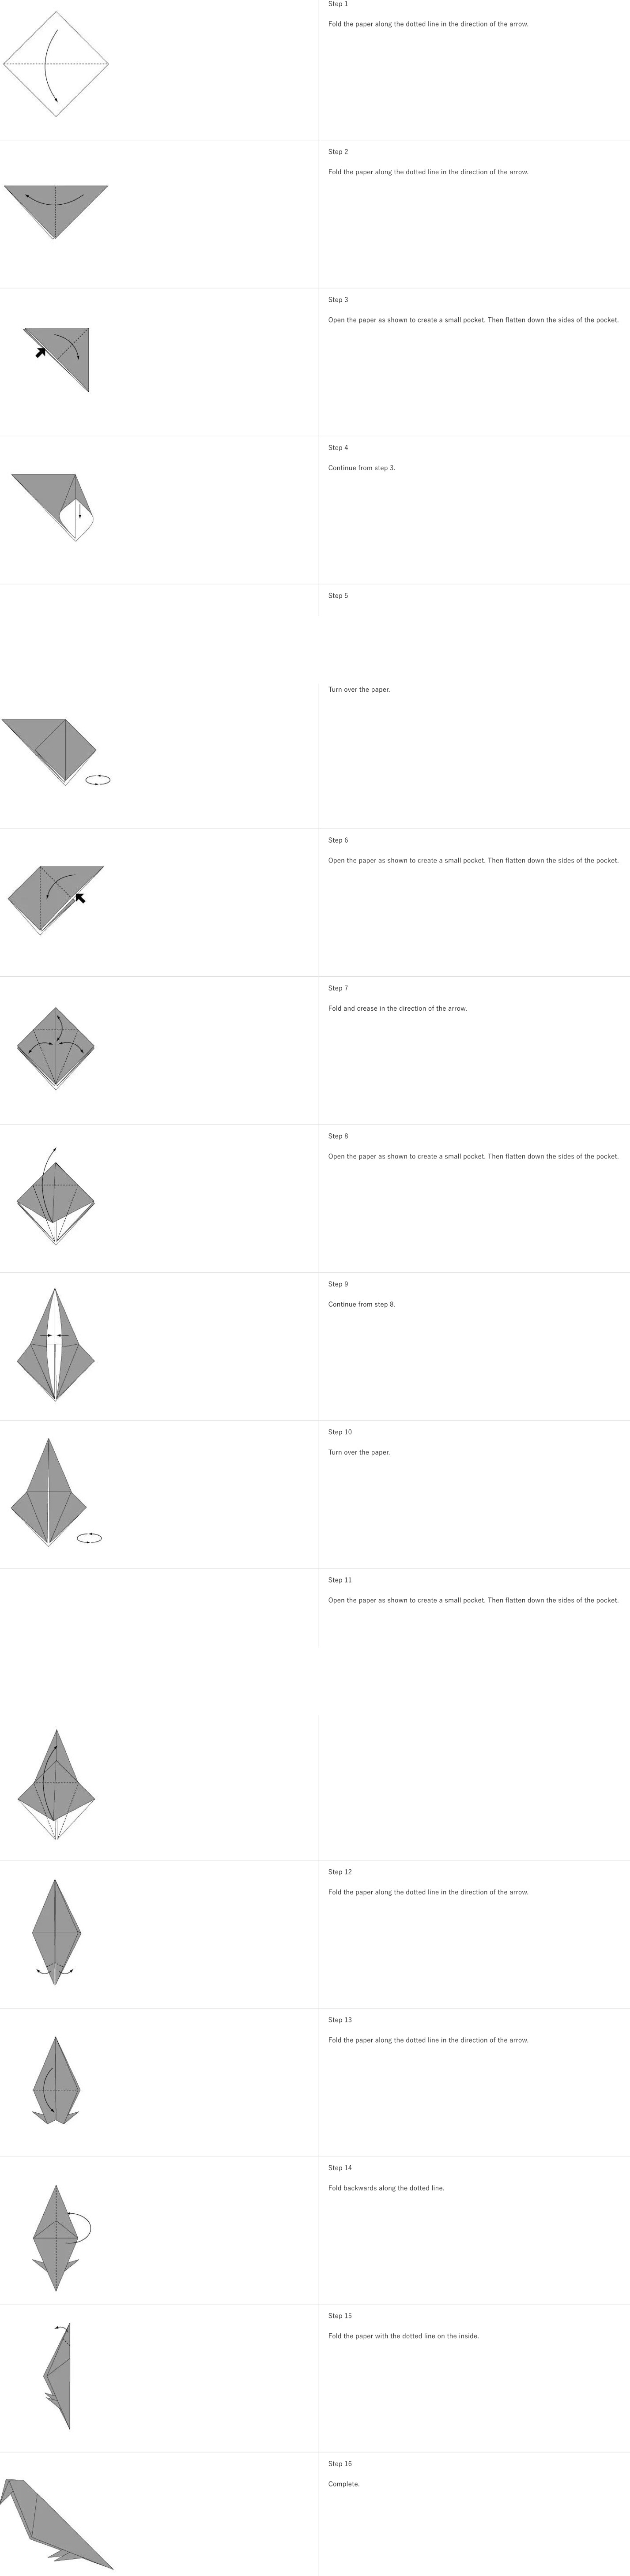 Step 1
Fold the paper along the dotted line in the direction of the arrow.
Step 2
Fold the paper along the dotted line in the direction of the arrow.
Step 3
Open the paper as shown to create a small pocket. Then flatten down the sides of the pocket.
Step 4
Continue from step 3.
Step 5
Turn over the paper.
Step 6
Open the paper as shown to create a small pocket. Then flatten down the sides of the pocket.
Step 7
Fold and crease in the direction of the arrow.
Step 8
Open the paper as shown to create a small pocket. Then flatten down the sides of the pocket.
Step 9
Continue from step 8.
Step 10
Turn over the paper.
Step 11
Open the paper as shown to create a small pocket. Then flatten down the sides of the pocket.
Step 12
Fold the paper along the dotted line in the direction of the arrow.
Step 13
Fold the paper along the dotted line in the direction of the arrow.
Step 14
Fold backwards along the dotted line.
Step 15
Fold the paper with the dotted line on the inside.
Step 16
Complete.